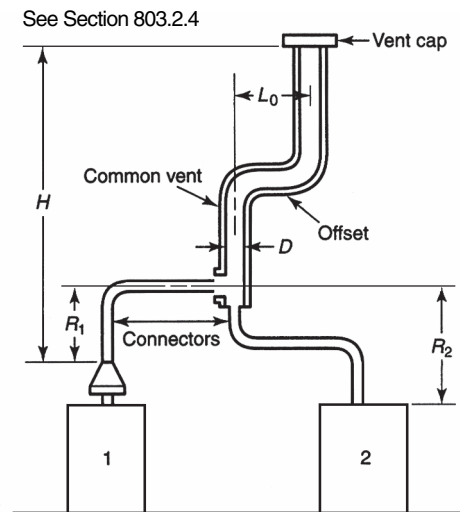 See Section 803.2.4
Vent cap
L0
Common vent
H
Offset
D
R1
Connectors
R2
1
2